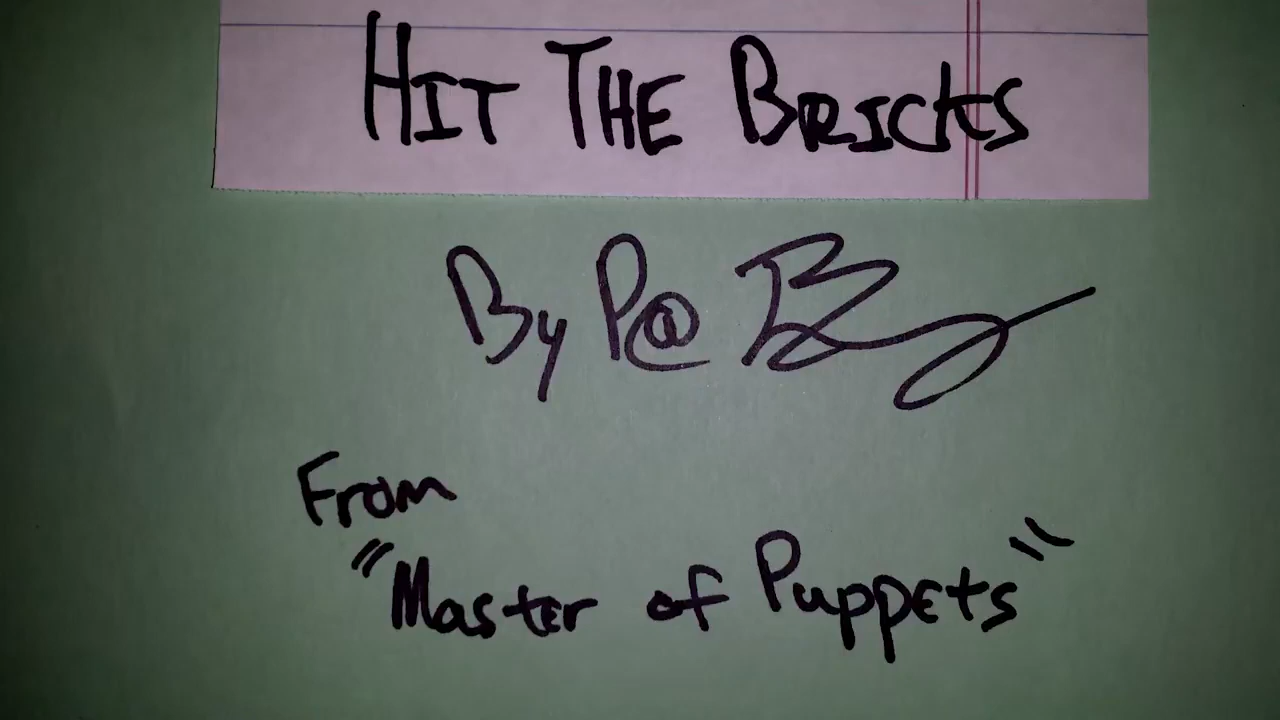 HIT THE BRICKS
By P@
From
"Master of Puppets"